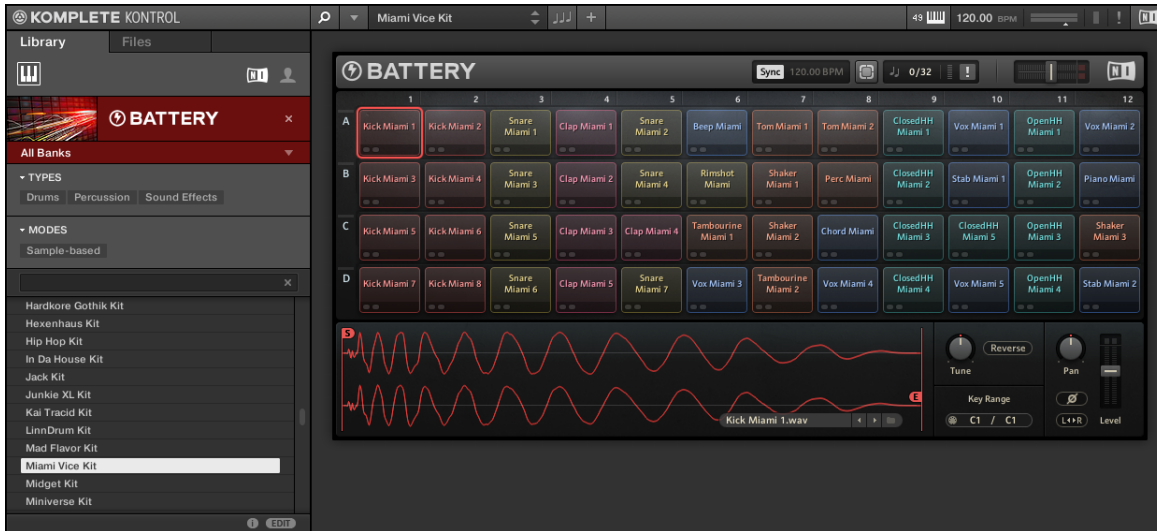 KOMPLETE KONTROL
Miami Vice Kit
49
120.00 BPM
Library
Files
NI
BATTERY
All Banks
TYPES
Drums
Percussion
Sound Effects
MODES
Sample-based
Hardkore Gothik Kit
Hexenhaus Kit
Hip Hop Kit
In Da House Kit
Jack Kit
Junkie XL Kit
Kai Tracid Kit
LinnDrum Kit
Mad Flavor Kit
Miami Vice Kit
Midget Kit
Miniverse Kit
EDIT
BATTERY
Sync 120.00 BPM
0/32
NI
1 2 3 4 5 6 7 8 9 10 11 12
A
Kick Miami 1
Kick Miami 2
Snare
Miami 1
Clap Miami 1
Snare
Miami 2
Beep Miami
Tom Miami 1
Tom Miami 2
ClosedHH
Miami 1
Vox Miami 1
OpenHH
Miami 1
Vox Miami 2
B
Kick Miami 3
Kick Miami 4
Snare
Miami 3
Clap Miami 2
Snare
Miami 4
Rimshot
Miami
Shaker
Miami 1
Perc Miami
ClosedHH
Miami 2
Stab Miami 1
OpenHH
Miami 2
Piano Miami
C
Kick Miami 5
Kick Miami 6
Snare
Miami 5
Clap Miami 3
Clap Miami 4
Tambourine
Miami 1
Shaker
Miami 2
Chord Miami
ClosedHH
Miami 3
ClosedHH
Miami 5
OpenHH
Miami 3
Shaker
Miami 3
D
Kick Miami 7
Kick Miami 8
Snare
Miami 6
Clap Miami 5
Snare
Miami 7
Vox Miami 3
Tambourine
Miami 2
Vox Miami 4
ClosedHH
Miami 4
Vox Miami 5
OpenHH
Miami 4
Stab Miami 2
S
E
Kick Miami 1.wav
Tune
Reverse
Key Range
C1 / C1
Pan
L R
Level